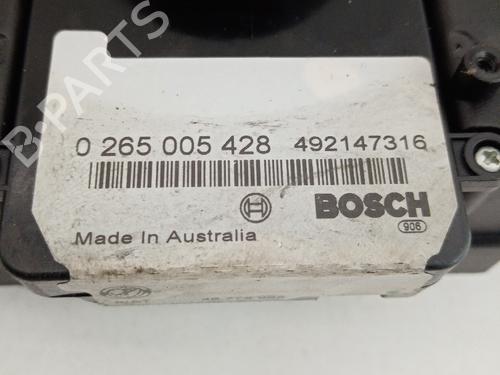 B-PARTS
0 265 005 428 492147316
BOSCH
906
Made In Australia